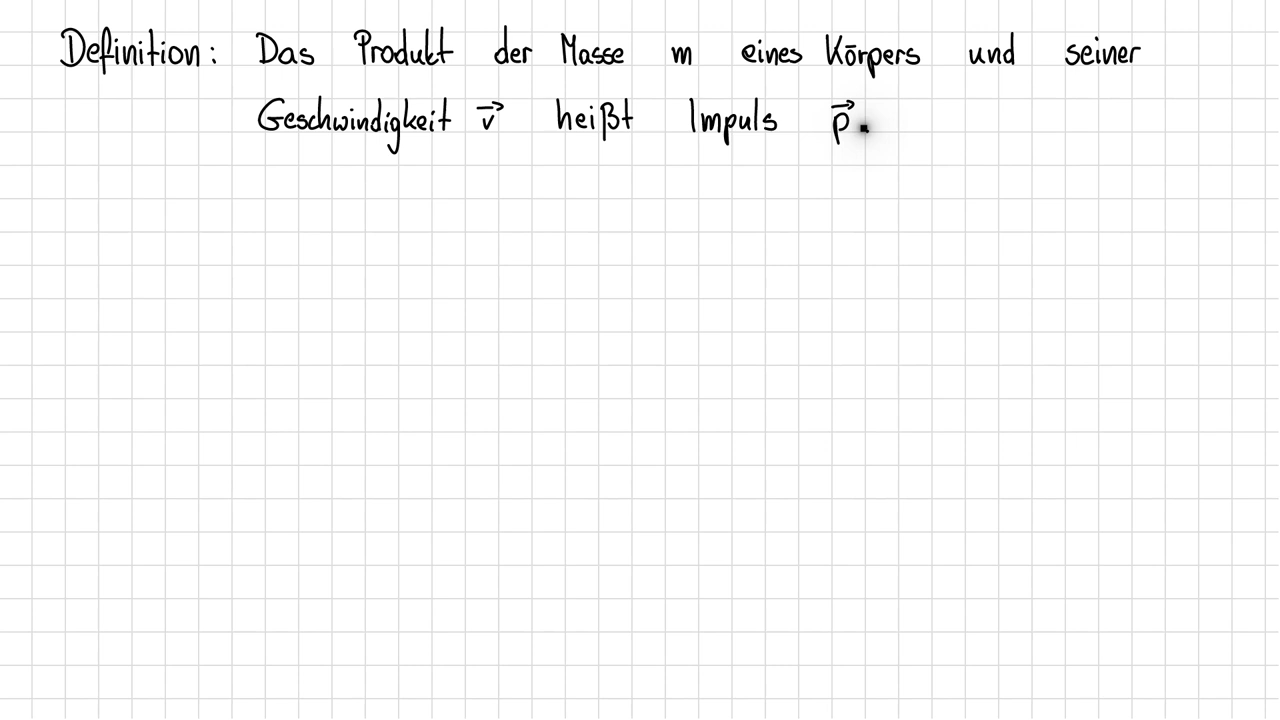 Definition: Das Produkt der Masse m eines Körpers und seiner
Geschwindigkeit v⃗ heißt Impuls p⃗.